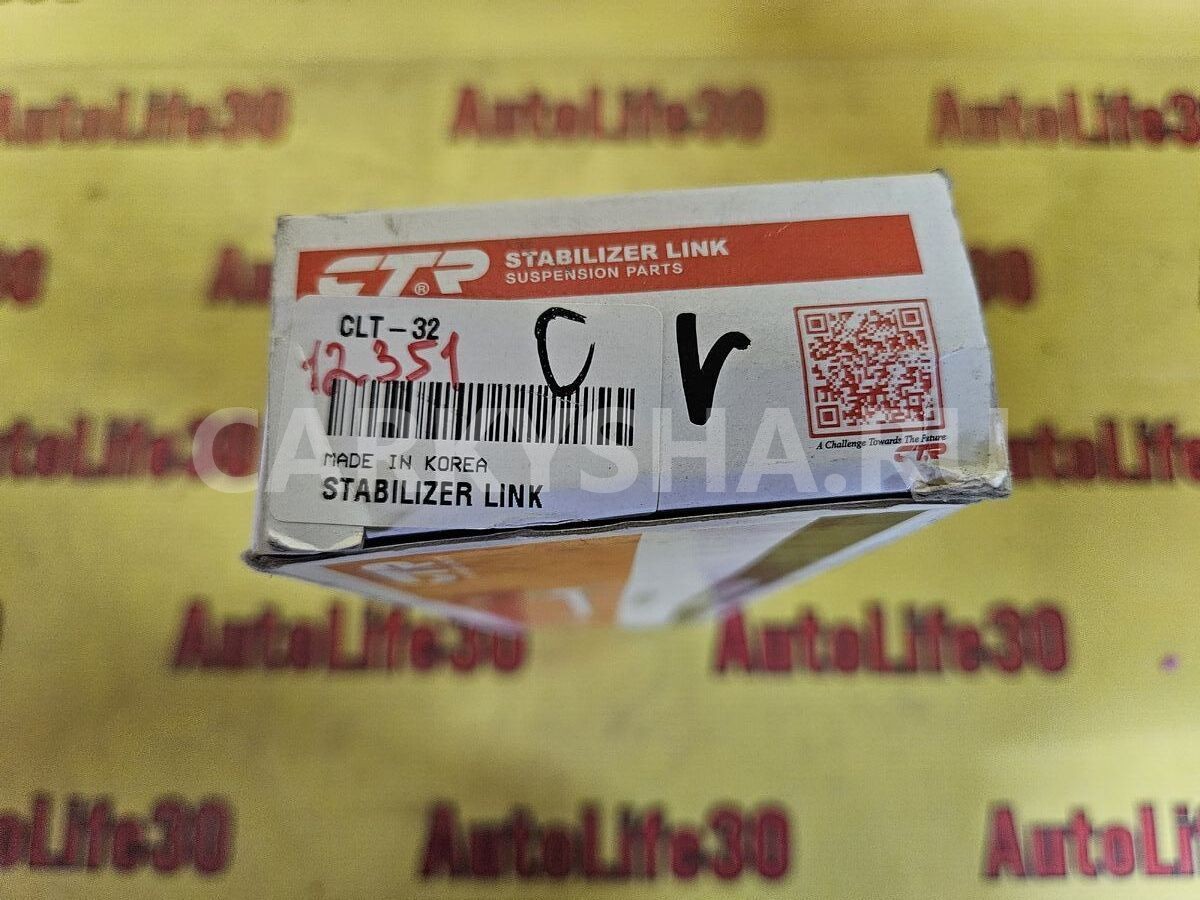 AutoLife30 AutoLife30 AutoLife30
CTR ® STABILIZER LINK
SUSPENSION PARTS
CLT-32
12351
C r
MADE IN KOREA
STABILIZER LINK
A Challenge Towards The Future
CTR
CARKYSHA.RU
AutoLife30 AutoLife30
AutoLife30 AutoLife30 AutoLi